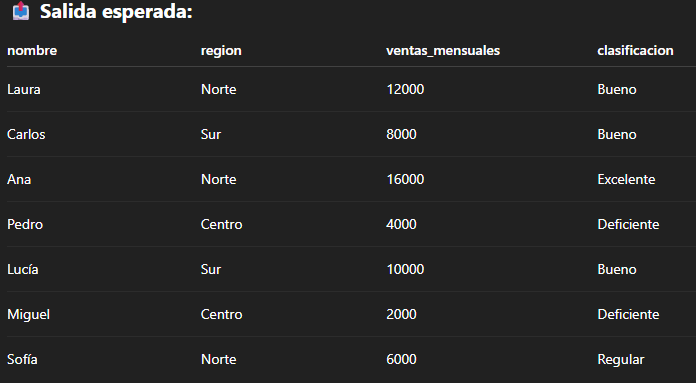 📤 Salida esperada:
nombre region ventas_mensuales clasificacion
Laura Norte 12000 Bueno
Carlos Sur 8000 Bueno
Ana Norte 16000 Excelente
Pedro Centro 4000 Deficiente
Lucía Sur 10000 Bueno
Miguel Centro 2000 Deficiente
Sofía Norte 6000 Regular